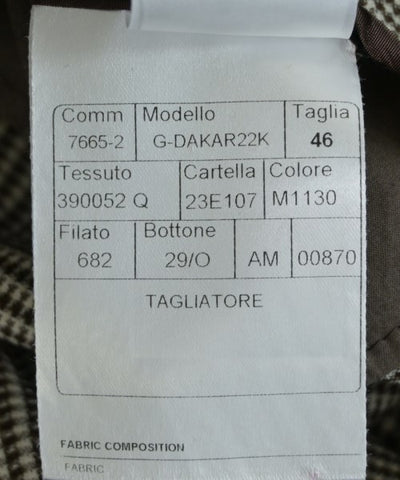 Comm Modello Taglia
7665-2 G-DAKAR22K 46
Tessuto Cartella Colore
390052 Q 23E107 M1130
Filato Bottone
682 29/O AM 00870
TAGLIATORE
FABRIC COMPOSITION
FABRIC